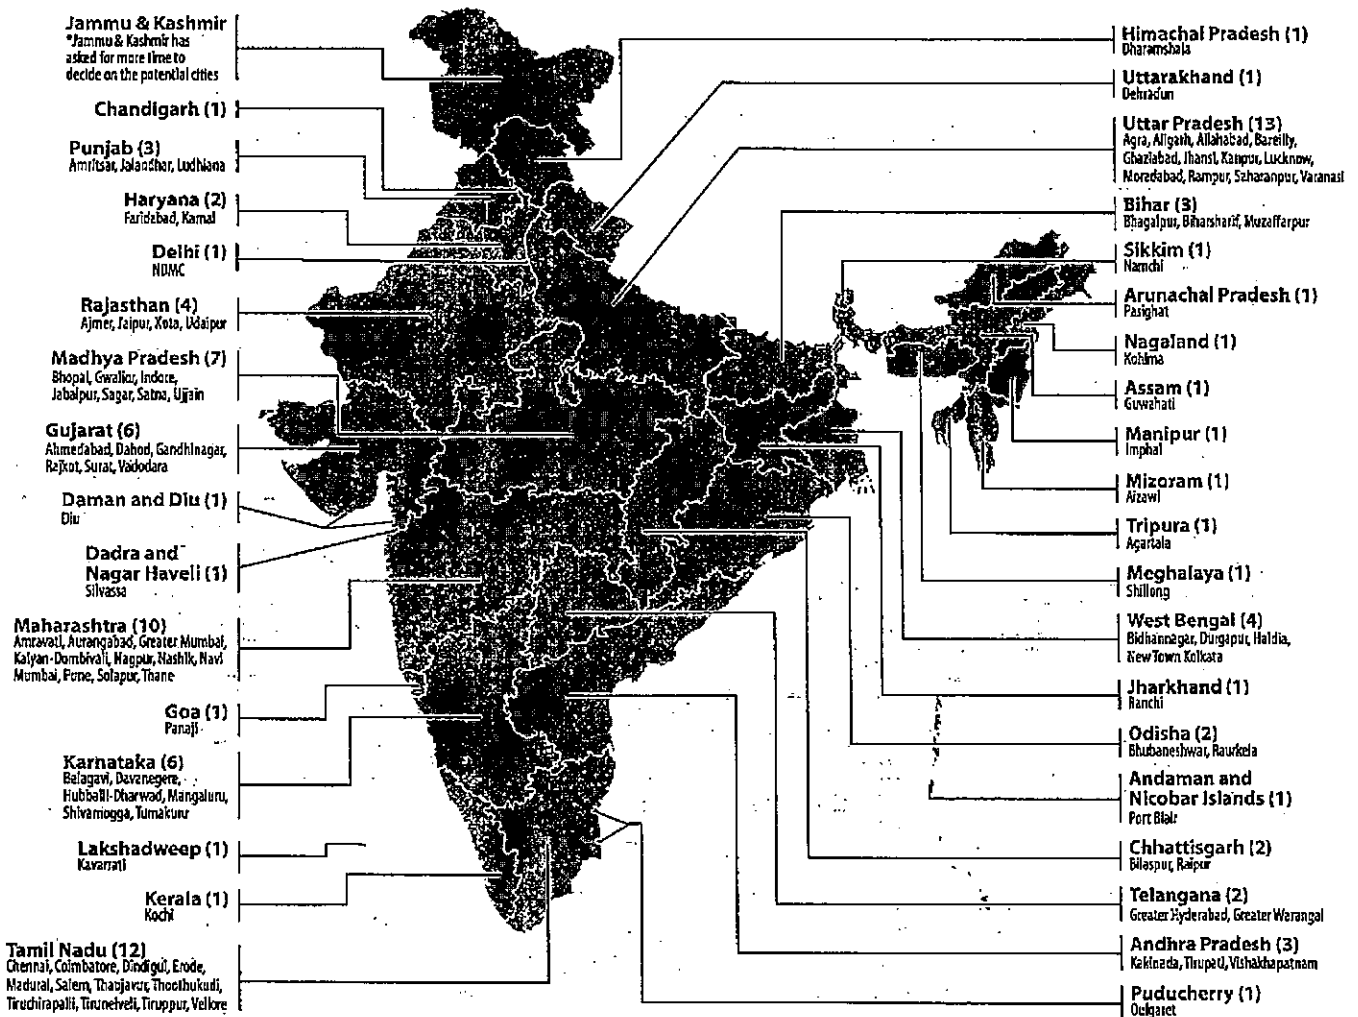 Jammu & Kashmir
*Jammu & Kashmir has
asked for more time to
decide on the potential cities
Chandigarh (1)
Punjab (3)
Amritsar, Jalandhar, Ludhiana
Haryana (2)
Faridabad, Karnal
Delhi (1)
NDMC
Rajasthan (4)
Ajmer, Jaipur, Kota, Udaipur
Madhya Pradesh (7)
Bhopal, Gwalior, Indore,
Jabalpur, Sagar, Satna, Ujjain
Gujarat (6)
Ahmedabad, Dahod, Gandhinagar,
Rajkot, Surat, Vadodara
Daman and Diu (1)
Diu
Dadra and
Nagar Haveli (1)
Silvassa
Maharashtra (10)
Amravati, Aurangabad, Greater Mumbai,
Kalyan-Dombivali, Nagpur, Nashik, Navi
Mumbai, Pune, Solapur, Thane
Goa (1)
Panaji
Karnataka (6)
Belagavi, Davanegere,
Hubballi-Dharwad, Mangaluru,
Shivamogga, Tumakuru
Lakshadweep (1)
Kavarrati
Kerala (1)
Kochi
Tamil Nadu (12)
Chennai, Coimbatore, Dindigul, Erode,
Madurai, Salem, Thanjavur, Thoothukudi,
Tiruchirapalli, Tirunelveli, Tiruppur, Vellore
Himachal Pradesh (1)
Dharamshala
Uttarakhand (1)
Dehradun
Uttar Pradesh (13)
Agra, Aligarh, Allahabad, Bareilly,
Ghaziabad, Jhansi, Kanpur, Lucknow,
Moradabad, Rampur, Saharanpur, Varanasi
Bihar (3)
Bhagalpur, Biharsharif, Muzaffarpur
Sikkim (1)
Namchi
Arunachal Pradesh (1)
Pasighat
Nagaland (1)
Kohima
Assam (1)
Guwahati
Manipur (1)
Imphal
Mizoram (1)
Aizawl
Tripura (1)
Agartala
Meghalaya (1)
Shillong
West Bengal (4)
Bidhannagar, Durgapur, Haldia,
New Town Kolkata
Jharkhand (1)
Ranchi
Odisha (2)
Bhubaneshwar, Raurkela
Andaman and
Nicobar Islands (1)
Port Blair
Chhattisgarh (2)
Bilaspur, Raipur
Telangana (2)
Greater Hyderabad, Greater Warangal
Andhra Pradesh (3)
Kakinada, Tirupati, Vishakhapatnam
Puducherry (1)
Oulgaret